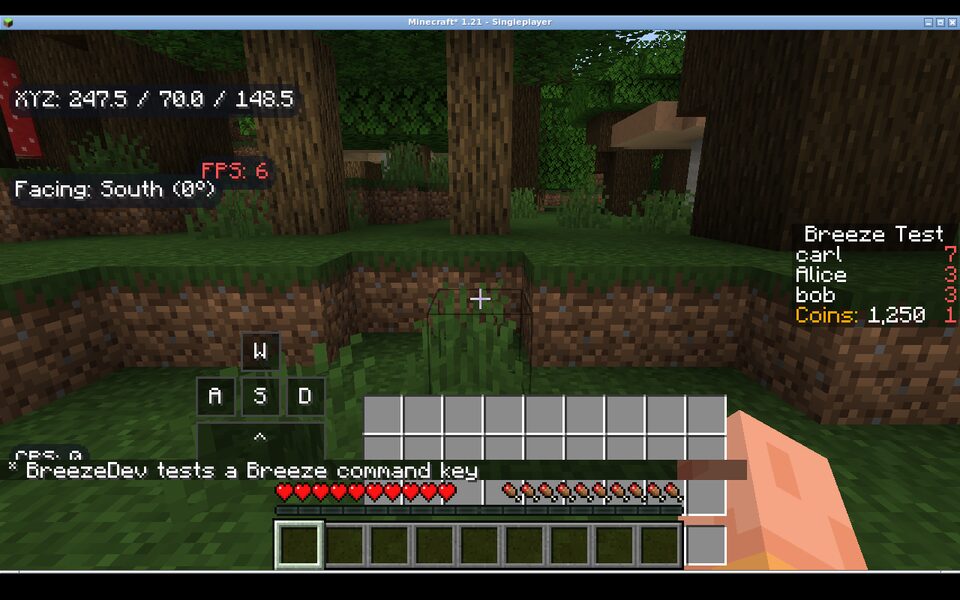 Minecraft* 1.21 - Singleplayer
XYZ: 247.5 / 70.0 / 148.5
FPS: 6
Facing: South (0°)
Breeze Test
carl 7
Alice 3
bob 3
Coins: 1,250 1
W
A S D
^
CPS: 0
* BreezeDev tests a Breeze command key